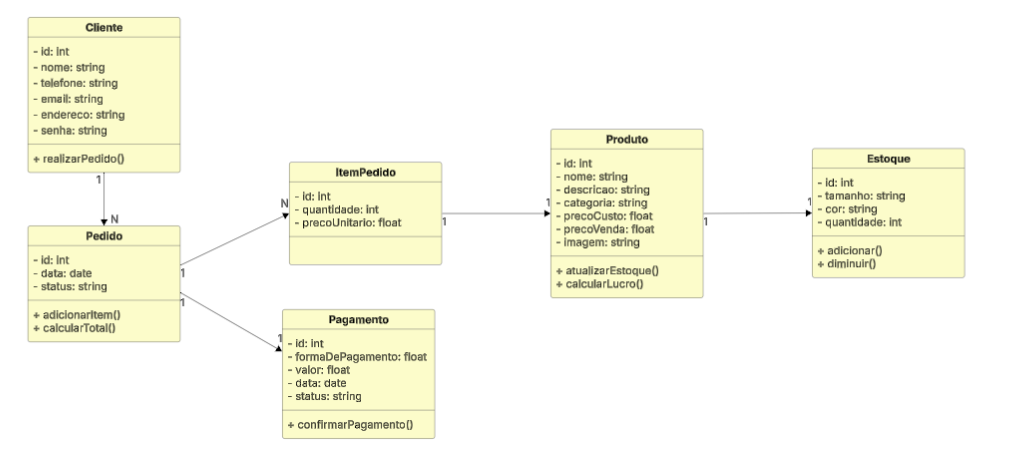 Cliente
- id: int
- nome: string
- telefone: string
- email: string
- endereco: string
- senha: string
+ realizarPedido()
1
N
Pedido
- id: int
- data: date
- status: string
+ adicionarItem()
+ calcularTotal()
1
1
N
ItemPedido
- id: int
- quantidade: int
- precoUnitario: float
1
1
Pagamento
- id: int
- formaDePagamento: float
- valor: float
- data: date
- status: string
+ confirmarPagamento()
1
Produto
- id: int
- nome: string
- descricao: string
- categoria: string
- precoCusto: float
- precoVenda: float
- imagem: string
+ atualizarEstoque()
+ calcularLucro()
1
1
Estoque
- id: int
- tamanho: string
- cor: string
- quantidade: int
+ adicionar()
+ diminuir()